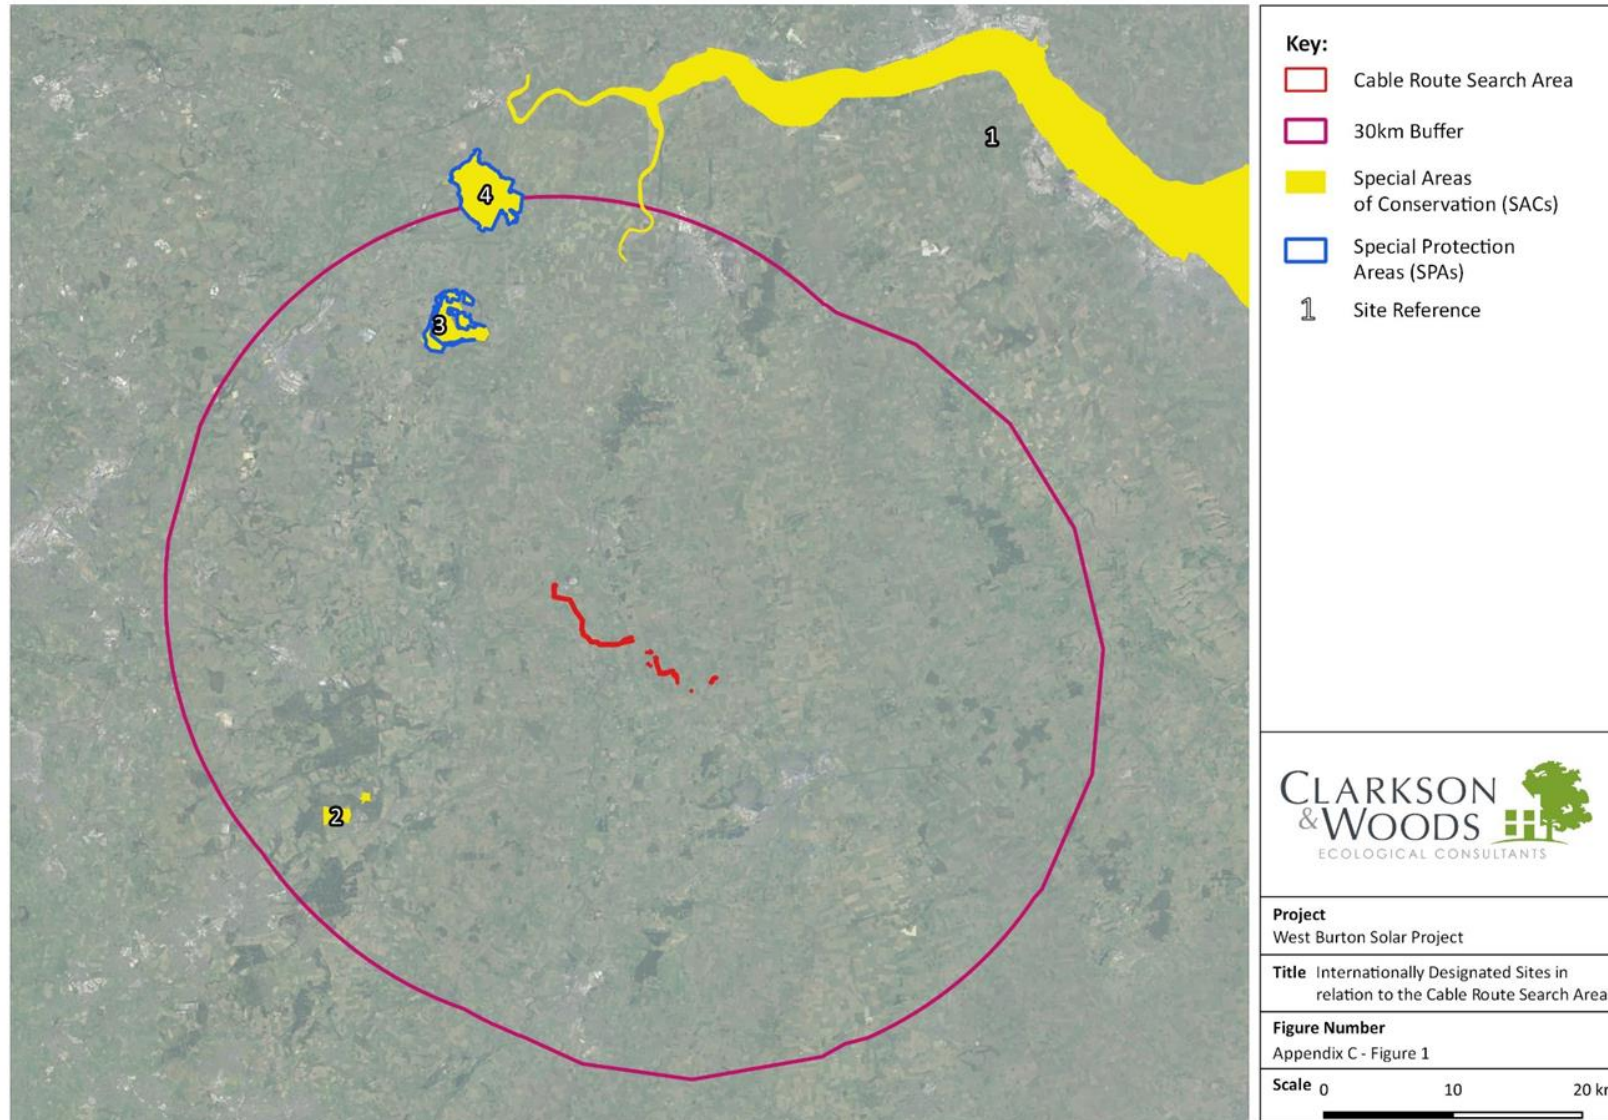 1
4
3
2
Key:
Cable Route Search Area
30km Buffer
Special Areas
of Conservation (SACs)
Special Protection
Areas (SPAs)
1 Site Reference
CLARKSON
& WOODS
ECOLOGICAL CONSULTANTS
Project
West Burton Solar Project
Title Internationally Designated Sites in
relation to the Cable Route Search Area
Figure Number
Appendix C - Figure 1
Scale 0 10 20 km